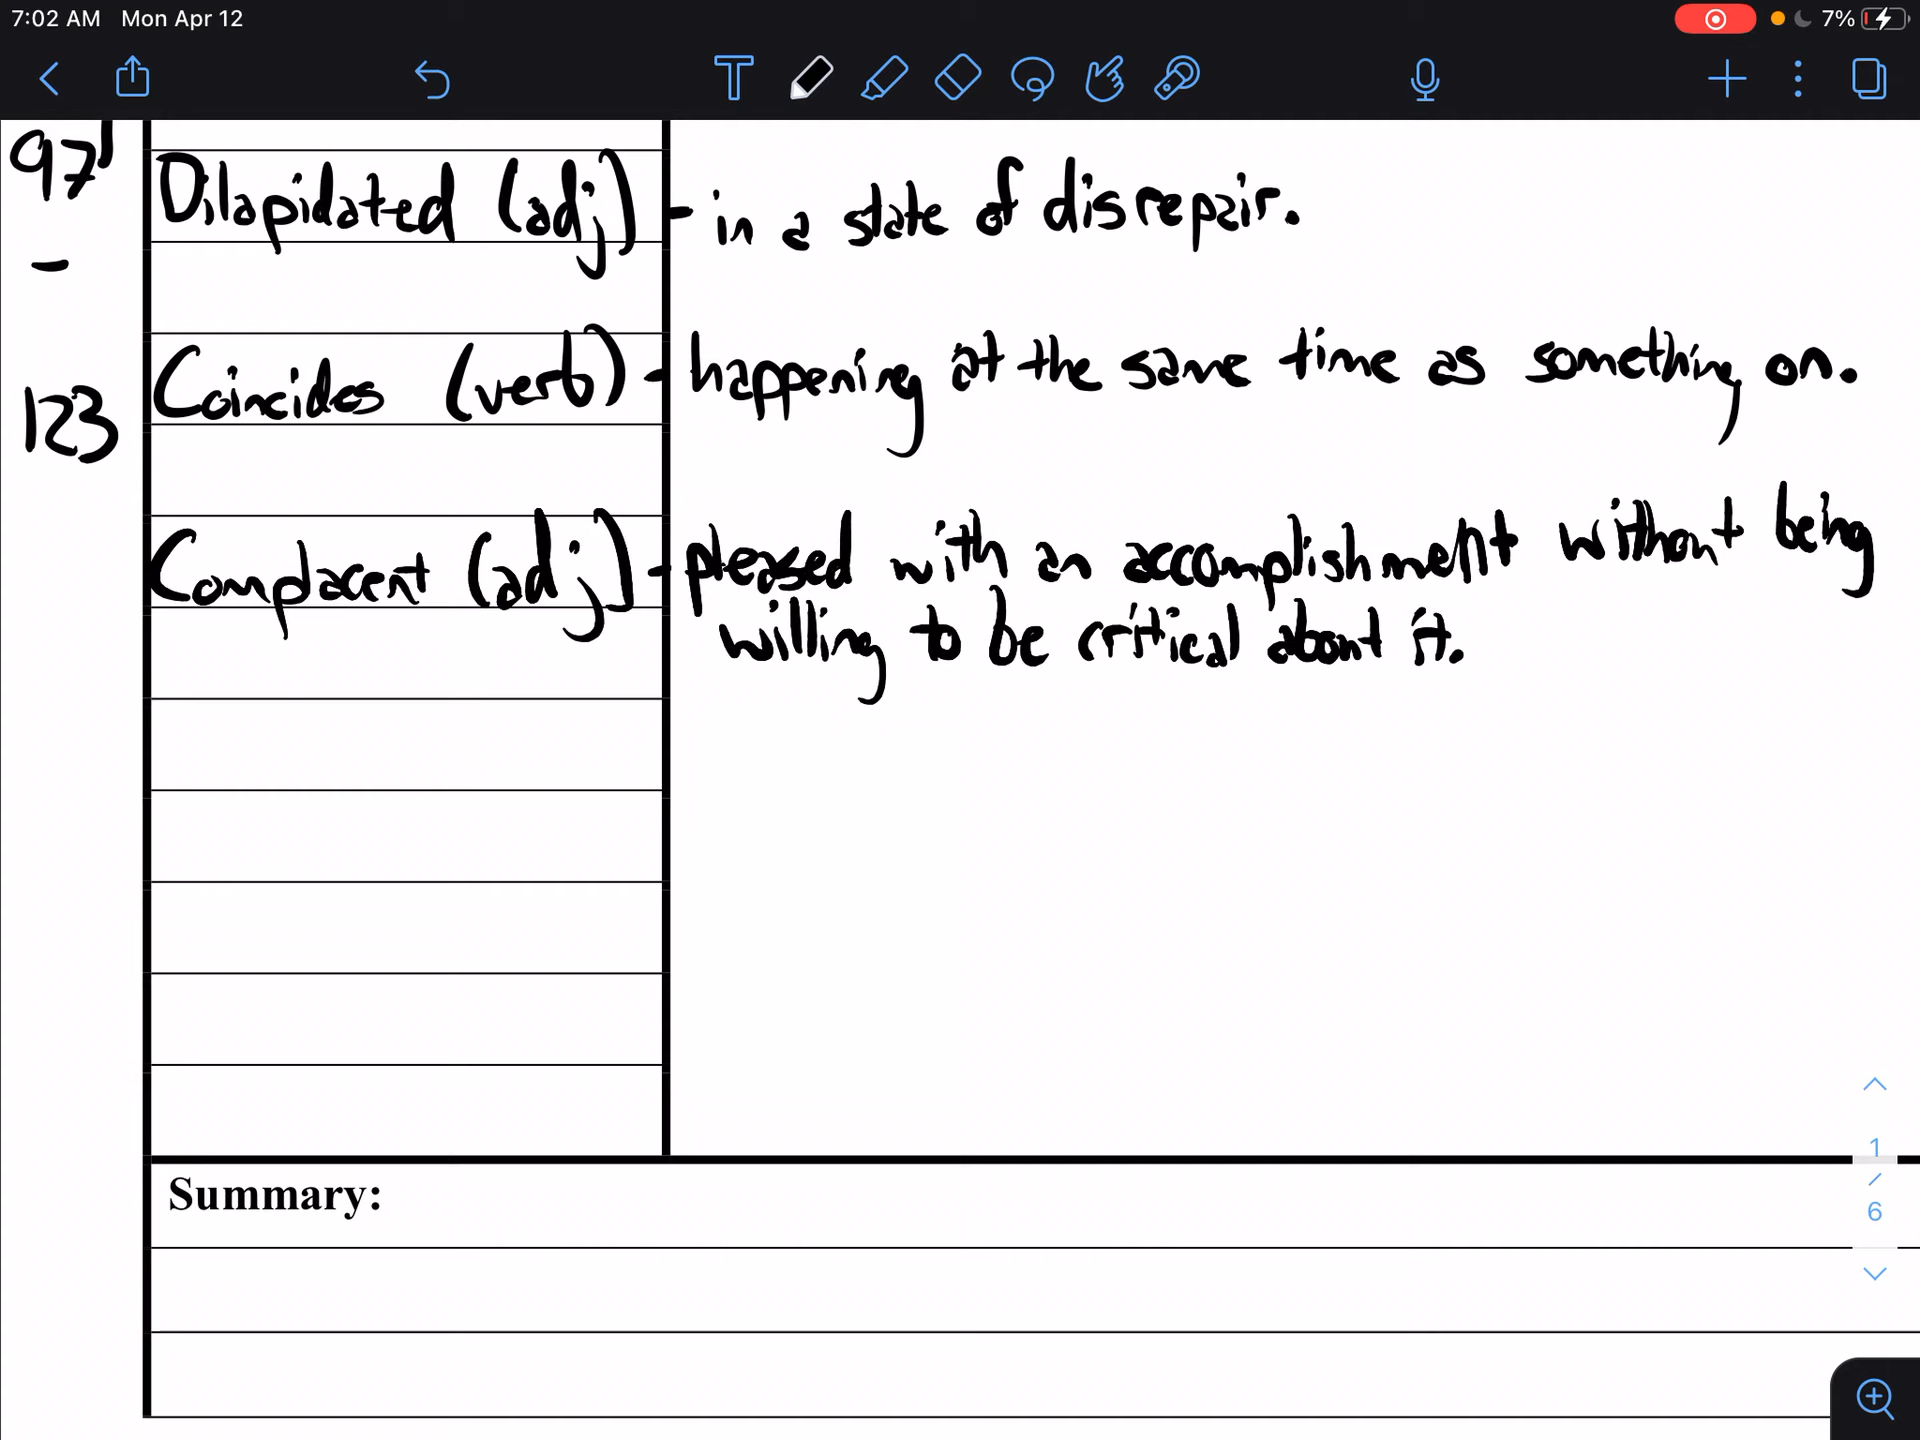 7:02 AM Mon Apr 12 7%
97
Dilapidated (adj) - in a state of disrepair.
-
Coincides (verb) - happening at the same time as something on.
123
Complacent (adj) - pleased with an accomplishment without being
willing to be critical about it.
1
/
6
Summary: